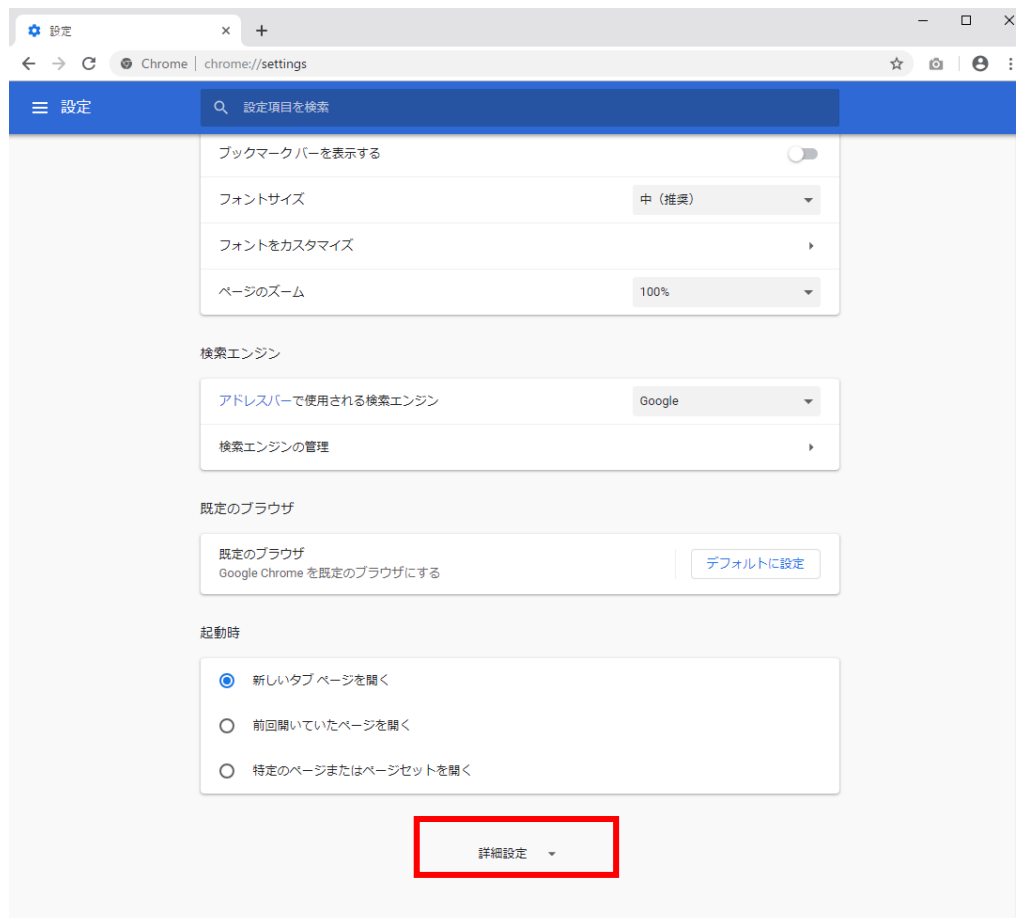 設定
Chrome | chrome://settings
設定
設定項目を検索
ブックマーク バーを表示する
フォントサイズ 中（推奨）
フォントをカスタマイズ
ページのズーム 100%
検索エンジン
アドレスバーで使用される検索エンジン Google
検索エンジンの管理
既定のブラウザ
既定のブラウザ
Google Chrome を既定のブラウザにする
デフォルトに設定
起動時
新しいタブ ページを開く
前回開いていたページを開く
特定のページまたはページセットを開く
詳細設定